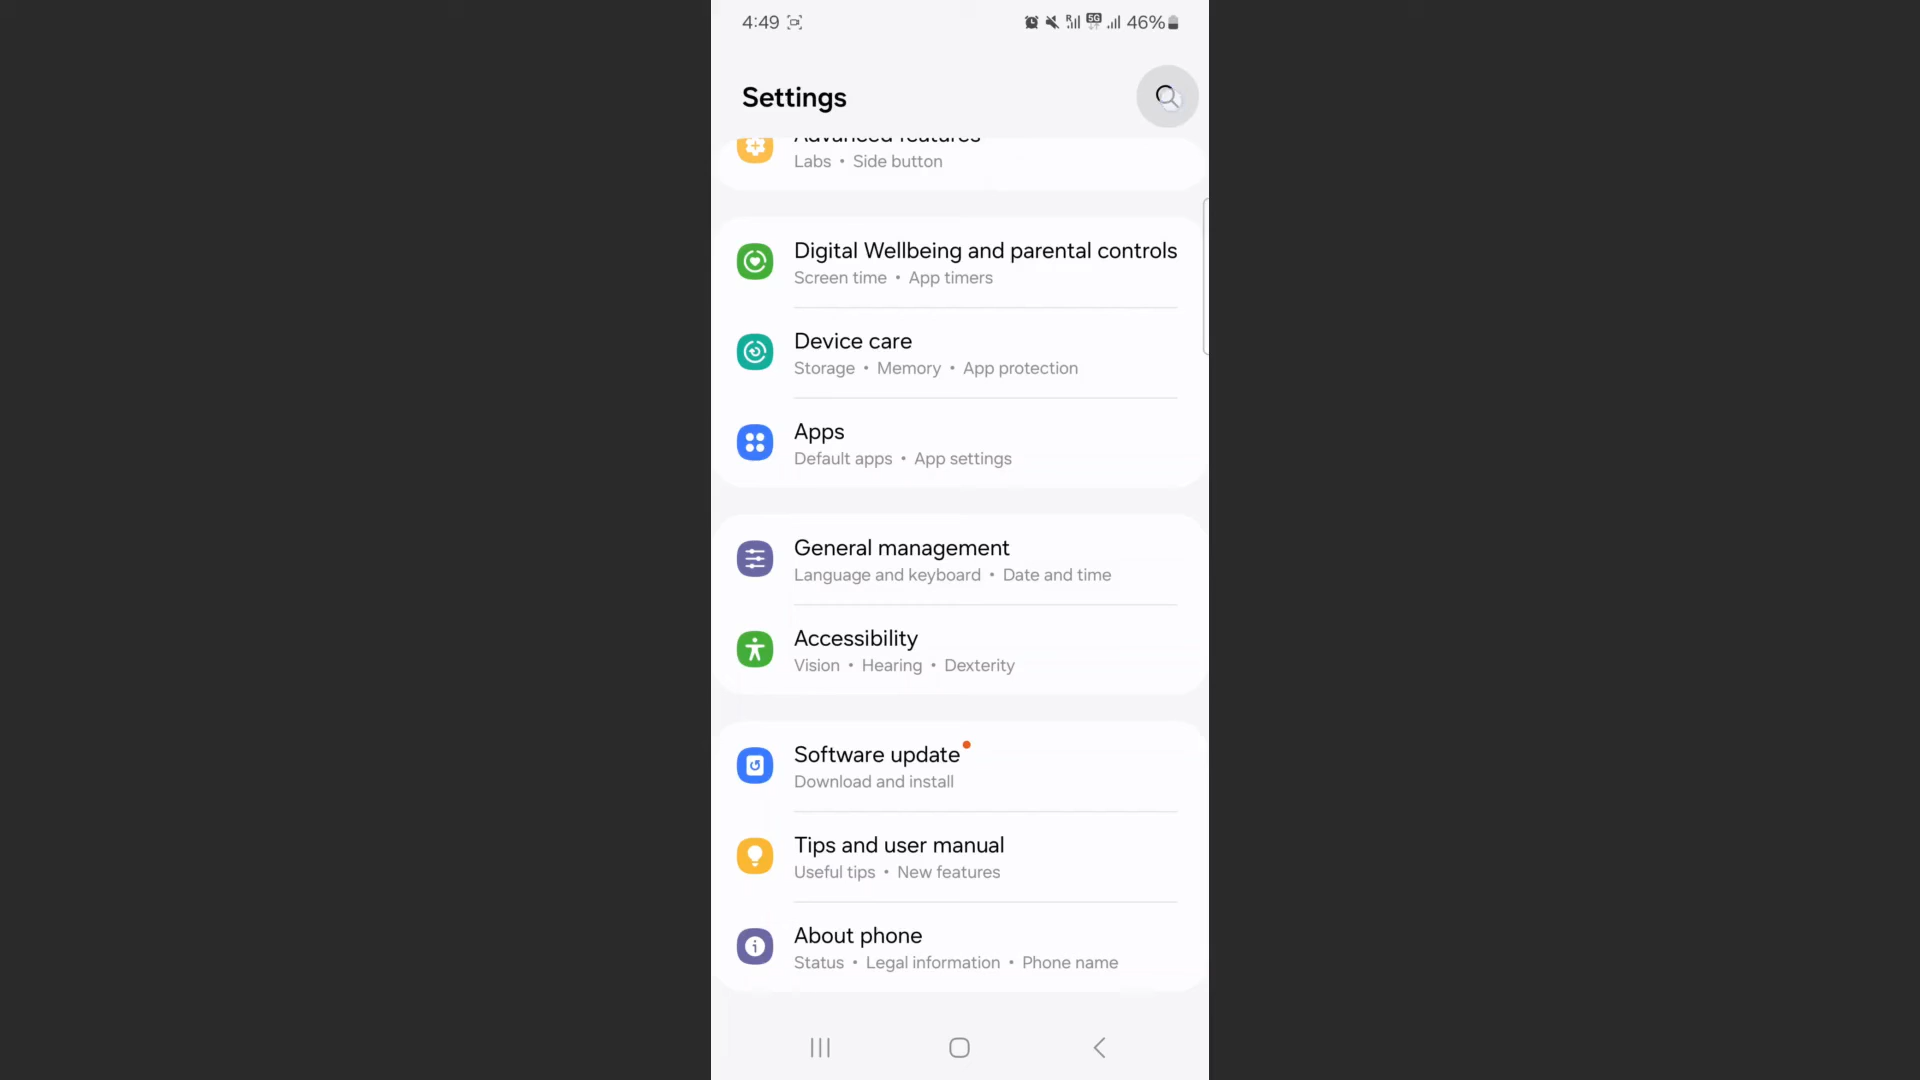 4:49
R 5G 46%
Settings
Advanced features
Labs • Side button
Digital Wellbeing and parental controls
Screen time • App timers
Device care
Storage • Memory • App protection
Apps
Default apps • App settings
General management
Language and keyboard • Date and time
Accessibility
Vision • Hearing • Dexterity
Software update
Download and install
Tips and user manual
Useful tips • New features
About phone
Status • Legal information • Phone name